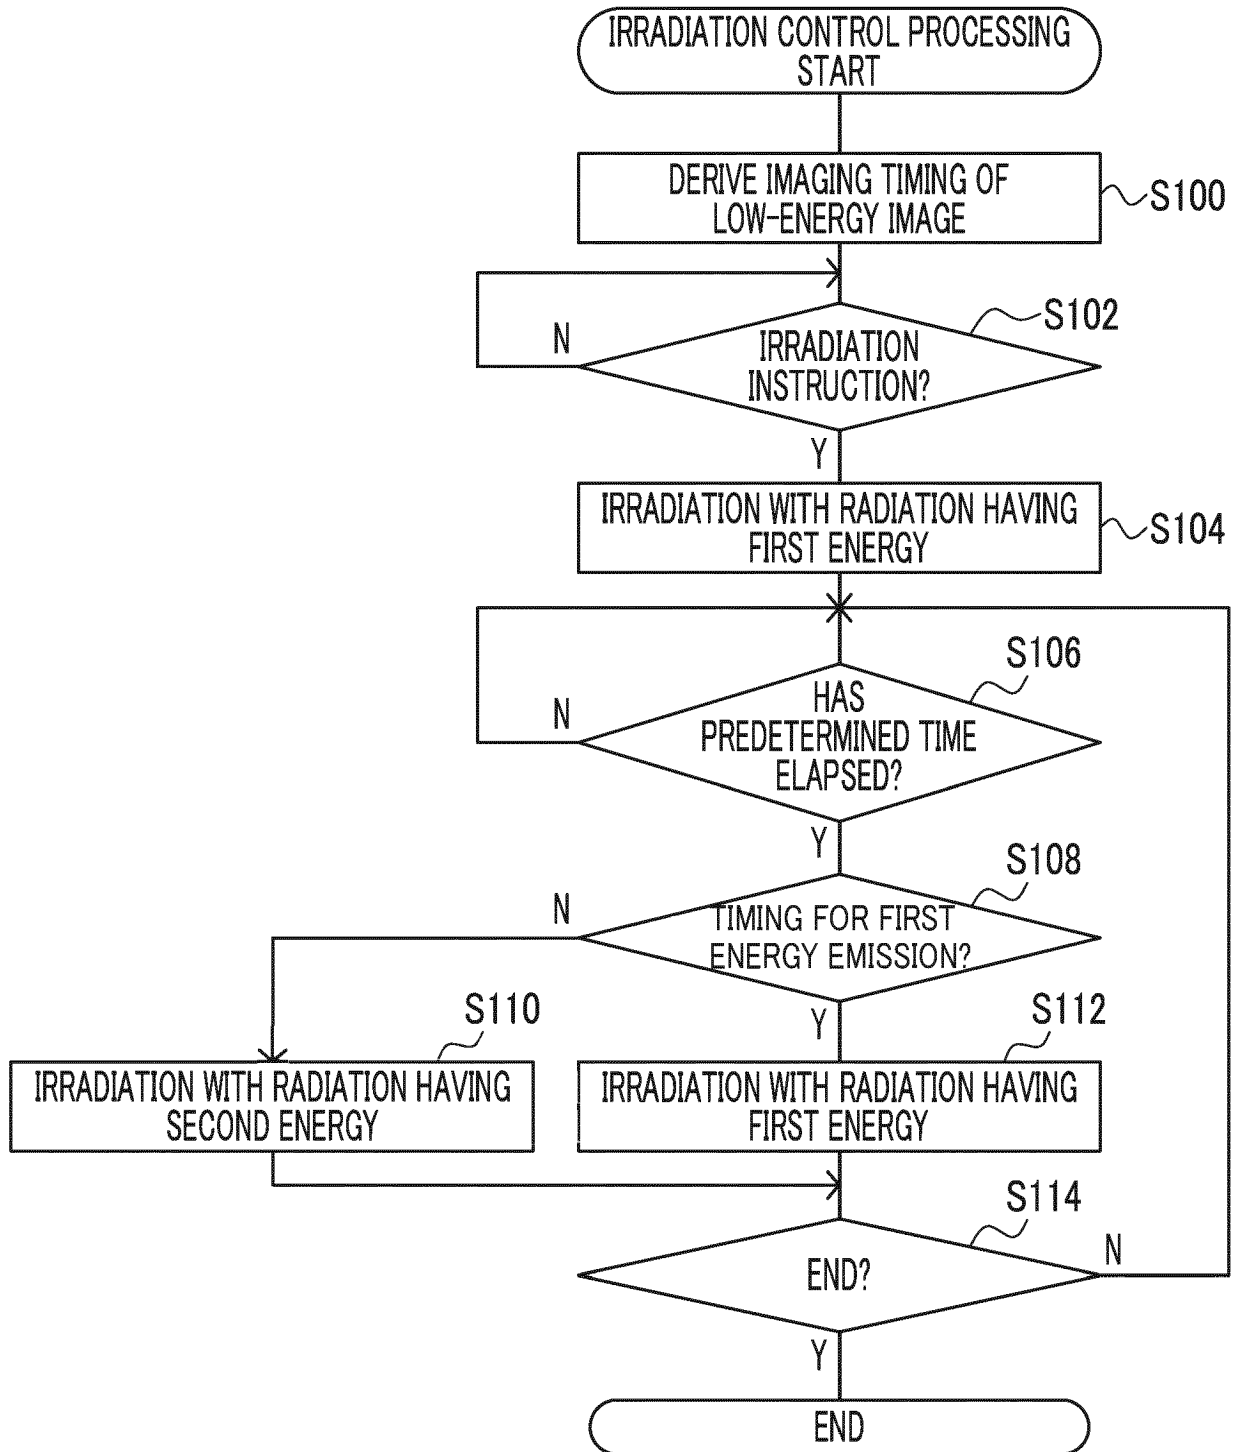 IRRADIATION CONTROL PROCESSING
START
DERIVE IMAGING TIMING OF
LOW-ENERGY IMAGE
S100
S102
N
IRRADIATION
INSTRUCTION?
Y
IRRADIATION WITH RADIATION HAVING
FIRST ENERGY
S104
S106
N
HAS
PREDETERMINED TIME
ELAPSED?
Y
S108
N
TIMING FOR FIRST
ENERGY EMISSION?
Y
S110
S112
IRRADIATION WITH RADIATION HAVING
SECOND ENERGY
IRRADIATION WITH RADIATION HAVING
FIRST ENERGY
S114
N
END?
Y
END